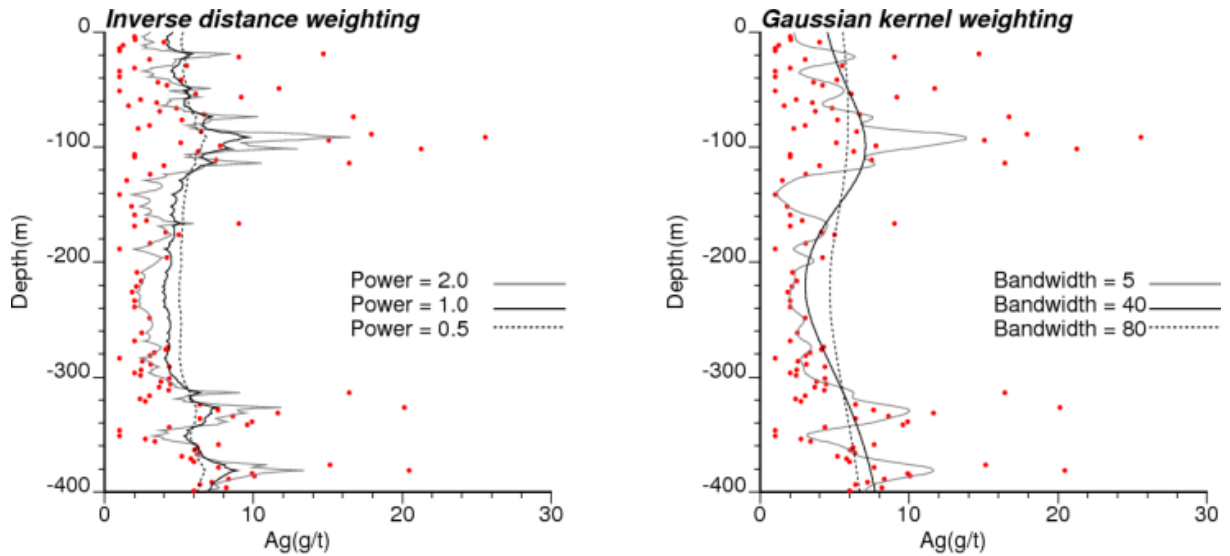 Inverse distance weighting
0
-100
-200
-300
-400
Depth(m)
Power = 2.0
Power = 1.0
Power = 0.5
0
10
20
30
Ag(g/t)
Gaussian kernel weighting
0
-100
-200
-300
-400
Depth(m)
Bandwidth = 5
Bandwidth = 40
Bandwidth = 80
0
10
20
30
Ag(g/t)